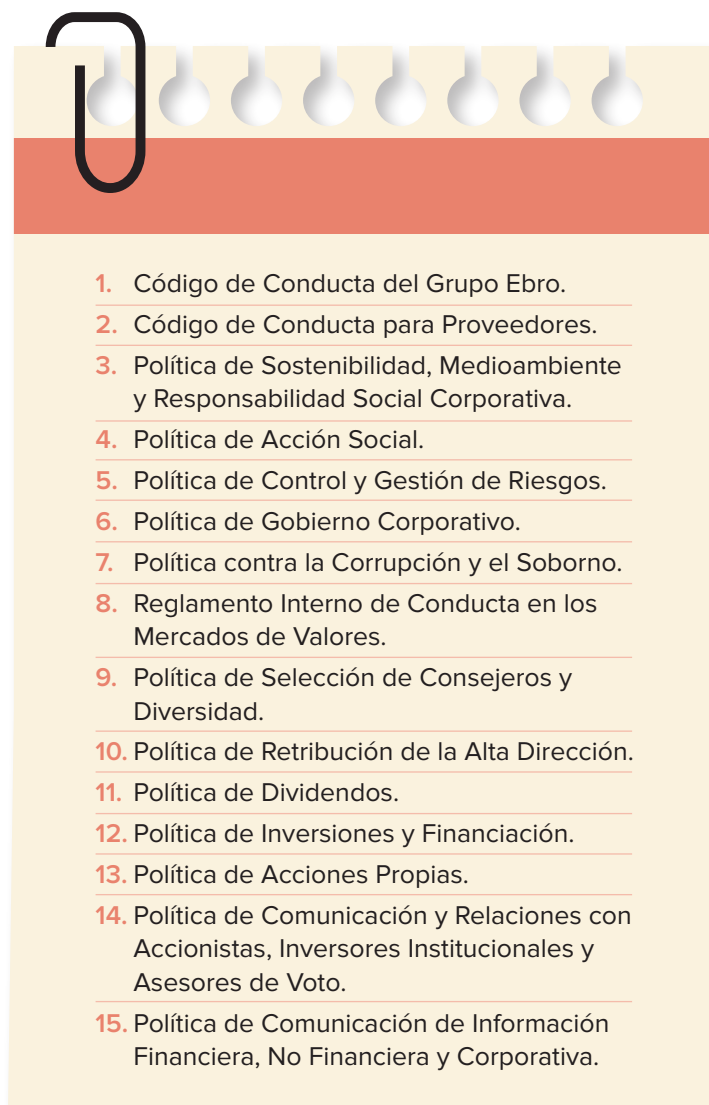 1. Código de Conducta del Grupo Ebro.
2. Código de Conducta para Proveedores.
3. Política de Sostenibilidad, Medioambiente
y Responsabilidad Social Corporativa.
4. Política de Acción Social.
5. Política de Control y Gestión de Riesgos.
6. Política de Gobierno Corporativo.
7. Política contra la Corrupción y el Soborno.
8. Reglamento Interno de Conducta en los
Mercados de Valores.
9. Política de Selección de Consejeros y
Diversidad.
10. Política de Retribución de la Alta Dirección.
11. Política de Dividendos.
12. Política de Inversiones y Financiación.
13. Política de Acciones Propias.
14. Política de Comunicación y Relaciones con
Accionistas, Inversores Institucionales y
Asesores de Voto.
15. Política de Comunicación de Información
Financiera, No Financiera y Corporativa.